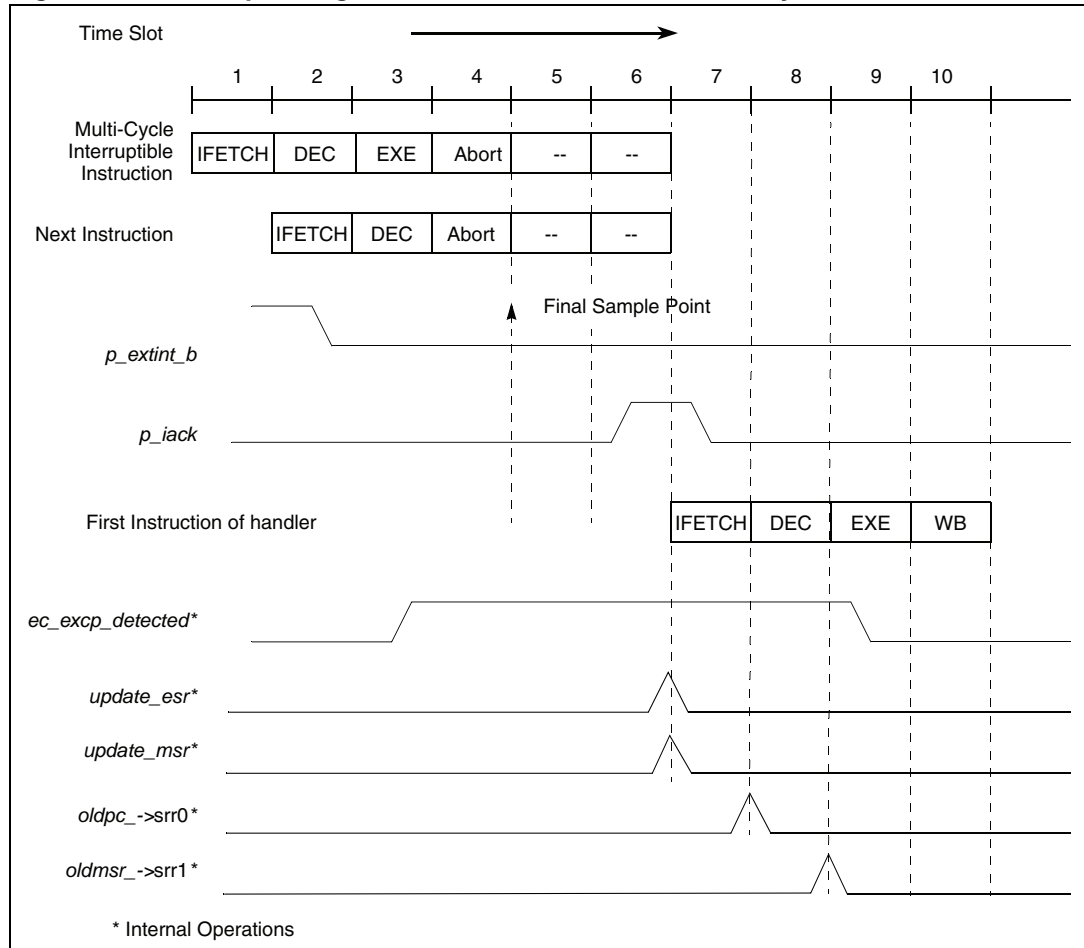 Time Slot
1 2 3 4 5 6 7 8 9 10
Multi-Cycle
Interruptible
Instruction
IFETCH DEC EXE Abort -- --
Next Instruction
IFETCH DEC Abort -- --
Final Sample Point
p_extint_b
p_iack
First Instruction of handler
IFETCH DEC EXE WB
ec_excp_detected*
update_esr*
update_msr*
oldpc_->srr0*
oldmsr_->srr1*
* Internal Operations